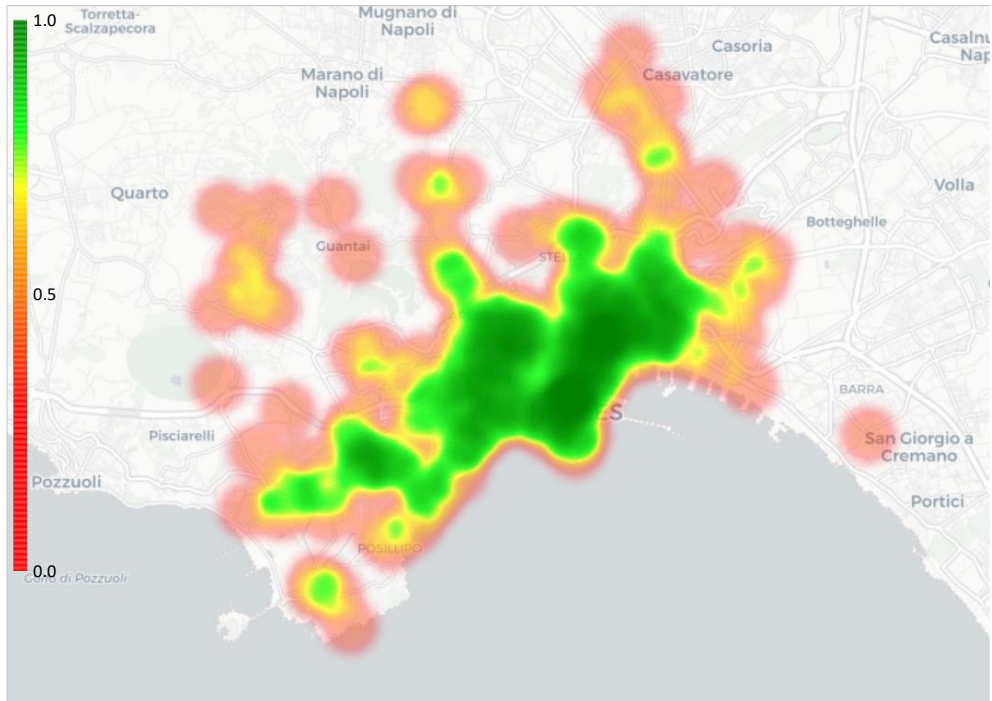 1.0
Torretta-
Scalzapecora
Mugnano di
Napoli
Casoria
Casalnu
Nap
Marano di
Napoli
Casavatore
Quarto
Volla
Botteghelle
Guantai
STEL
0.5
BARRA
ES
Pisciarelli
San Giorgio a
Cremano
Pozzuoli
Portici
POSILLIPO
0.0
Golfo di Pozzuoli